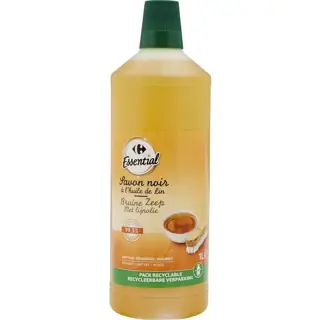 Essential
Savon noir
à l'huile de lin
Bruine Zeep
Met lijnolie
1L
PACK RECYCLABLE
RECYCLEERBARE VERPAKKING